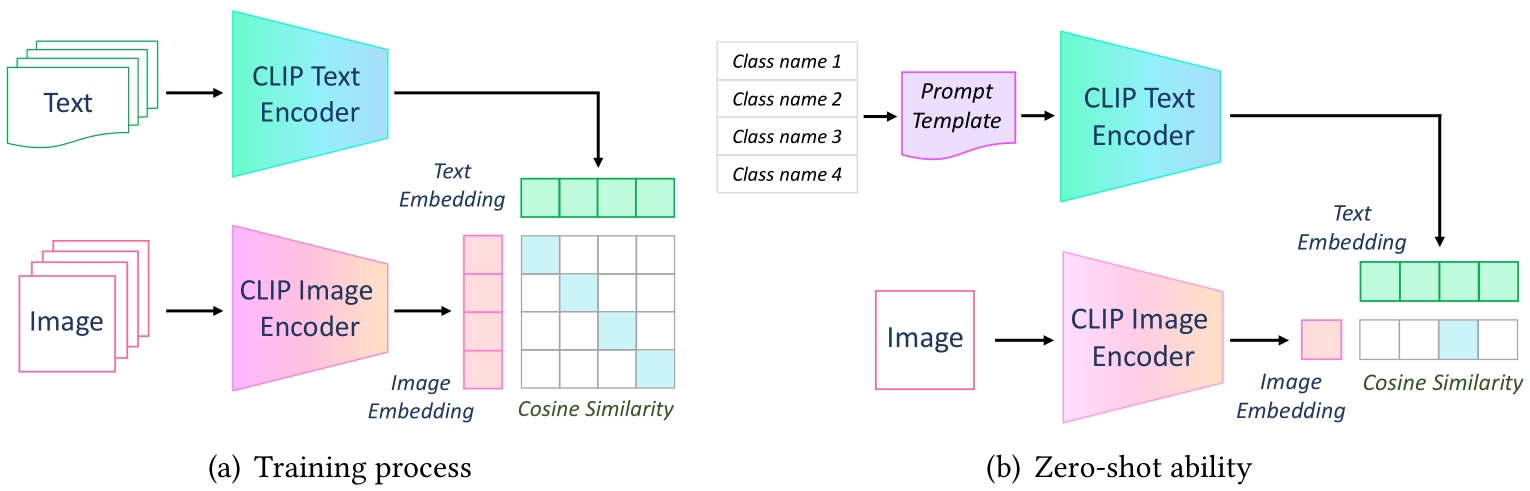 Text
CLIP Text
Encoder
Text
Embedding
Image
CLIP Image
Encoder
Image
Embedding
Cosine Similarity
(a) Training process
Class name 1
Class name 2
Class name 3
Class name 4
Prompt
Template
CLIP Text
Encoder
Text
Embedding
Image
CLIP Image
Encoder
Image
Embedding
Cosine Similarity
(b) Zero-shot ability